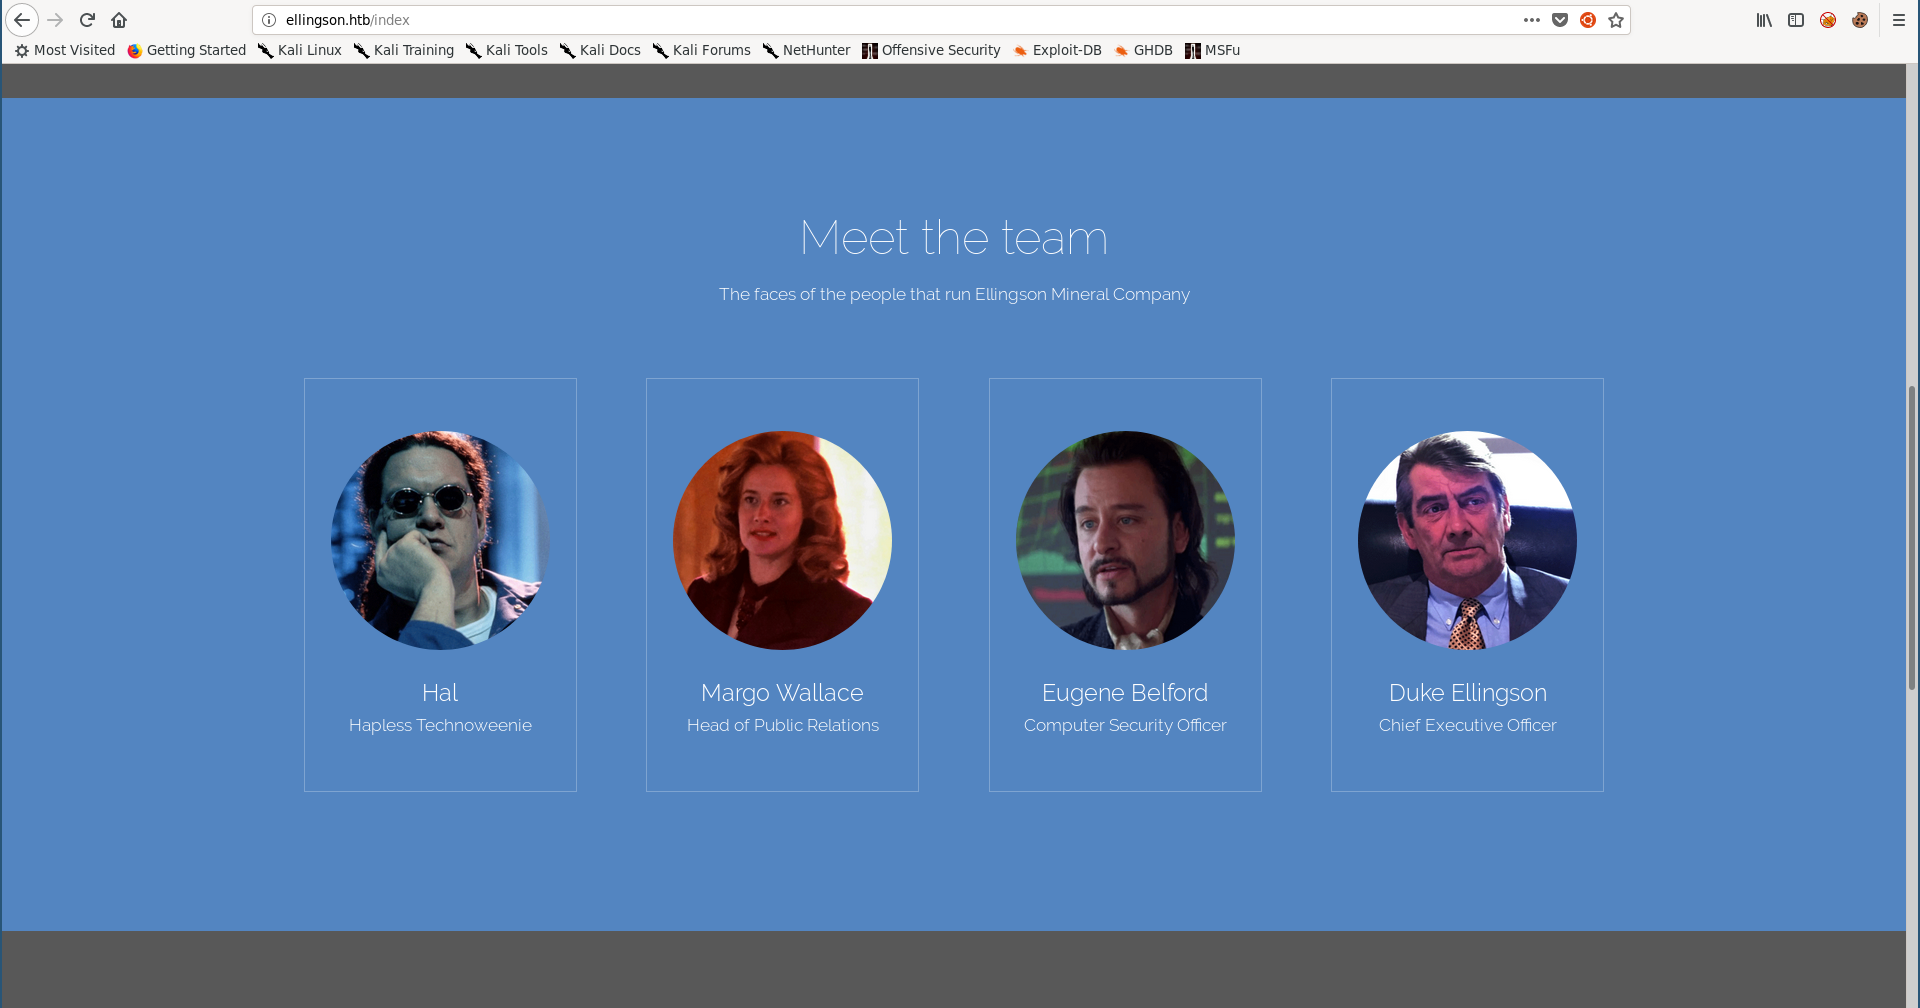 ellingson.htb/index
Most Visited Getting Started Kali Linux Kali Training Kali Tools Kali Docs Kali Forums NetHunter Offensive Security Exploit-DB GHDB MSFu
Meet the team
The faces of the people that run Ellingson Mineral Company
Hal
Hapless Technoweenie
Margo Wallace
Head of Public Relations
Eugene Belford
Computer Security Officer
Duke Ellingson
Chief Executive Officer